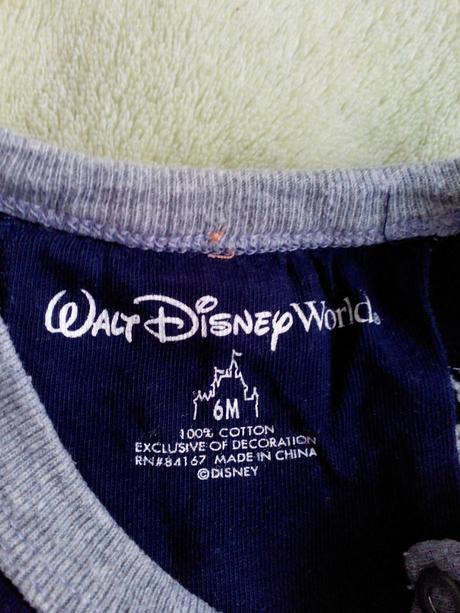 WALT DISNEY World®
6M
100% COTTON
EXCLUSIVE OF DECORATION
RN#84167 MADE IN CHINA
©DISNEY